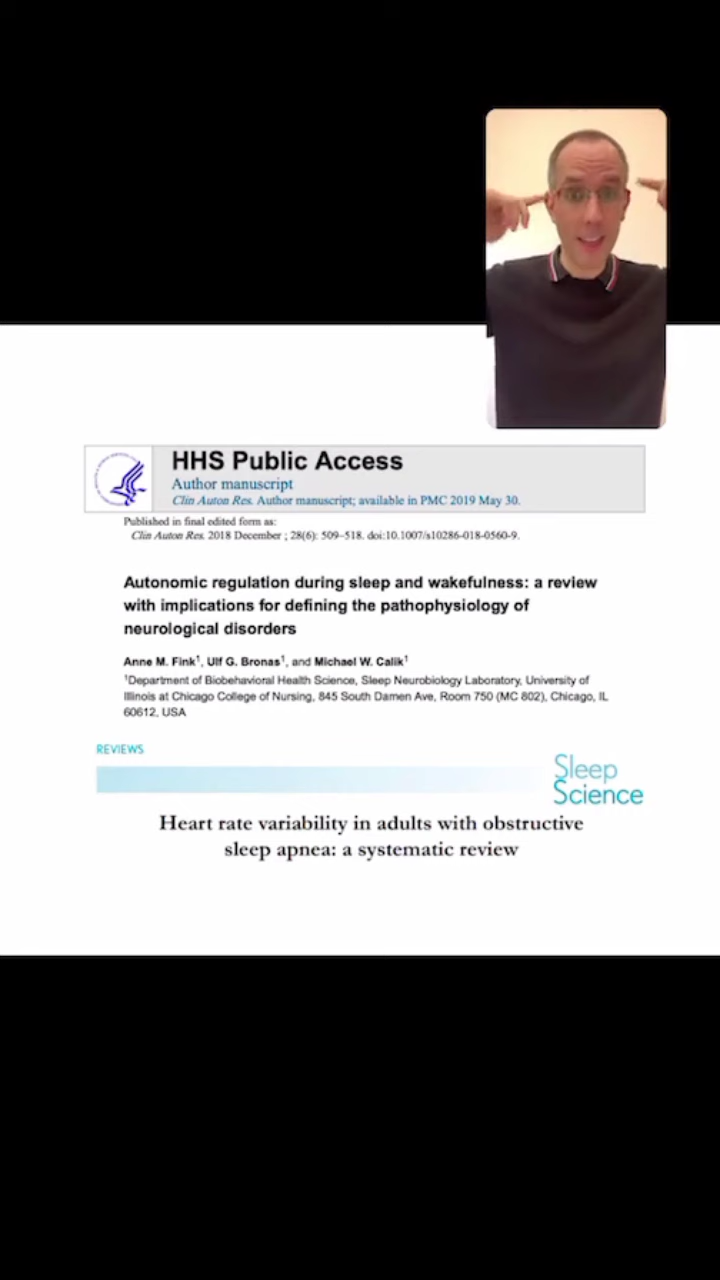 HHS Public Access
Author manuscript
Clin Auton Res. Author manuscript; available in PMC 2019 May 30.
Published in final edited form as:
Clin Auton Res. 2018 December ; 28(6): 509–518. doi:10.1007/s10286-018-0560-9.
Autonomic regulation during sleep and wakefulness: a review
with implications for defining the pathophysiology of
neurological disorders
Anne M. Fink1, Ulf G. Bronas1, and Michael W. Calik1
1Department of Biobehavioral Health Science, Sleep Neurobiology Laboratory, University of
Illinois at Chicago College of Nursing, 845 South Damen Ave, Room 750 (MC 802), Chicago, IL
60612, USA
REVIEWS
Sleep
Science
Heart rate variability in adults with obstructive
sleep apnea: a systematic review